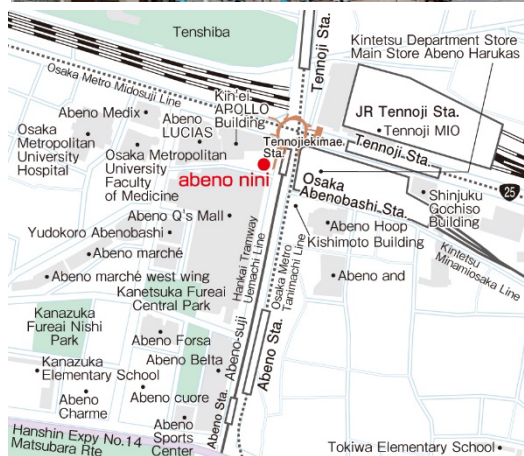 Tenshiba
Tennoji Sta.
Kintetsu Department Store
Main Store Abeno Harukas
Osaka Metro Midosuji Line
Kin'ei
APOLLO
Building
JR Tennoji Sta.
Tennoji MIO
Abeno Medix
Abeno
LUCIAS
Osaka
Metropolitan
University
Hospital
Osaka Metropolitan
University
Faculty
of Medicine
Tennojiekimae
Sta.
Tennoji Sta.
abeno nini
Osaka
Abenobashi Sta.
25
Shinjuku
Gochiso
Building
Abeno Q's Mall
Yudokoro Abenobashi
Abeno marché
Abeno marché west wing
Abeno Hoop
Kishimoto Building
Kintetsu
Minamiosaka Line
Hankai Tramway
Uemachi Line
Osaka Metro
Tanimachi Line
Abeno and
Kanetsuka Fureai
Central Park
Kanazuka
Fureai Nishi
Park
Abeno-suji
Abeno Sta.
Abeno Forsa
Kanazuka
Elementary School
Abeno Belta
Abeno
Charme
Abeno cuore
Abeno Sta.
Abeno
Sports
Center
Hanshin Expy No.14
Matsubara Rte
Tokiwa Elementary School